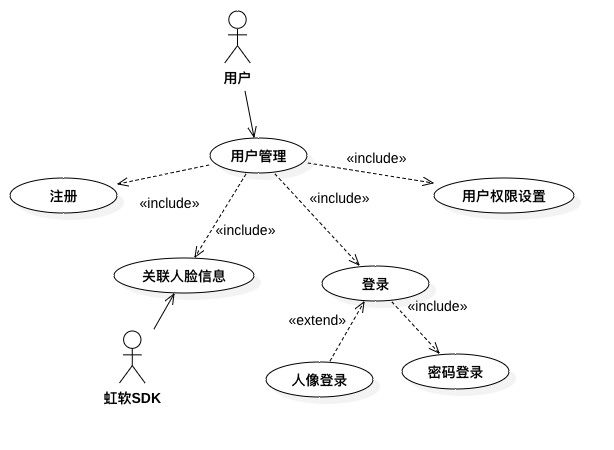 用户
用户管理
«include»
注册
用户权限设置
«include»
«include»
«include»
关联人脸信息
登录
«include»
«extend»
人像登录
密码登录
虹软SDK